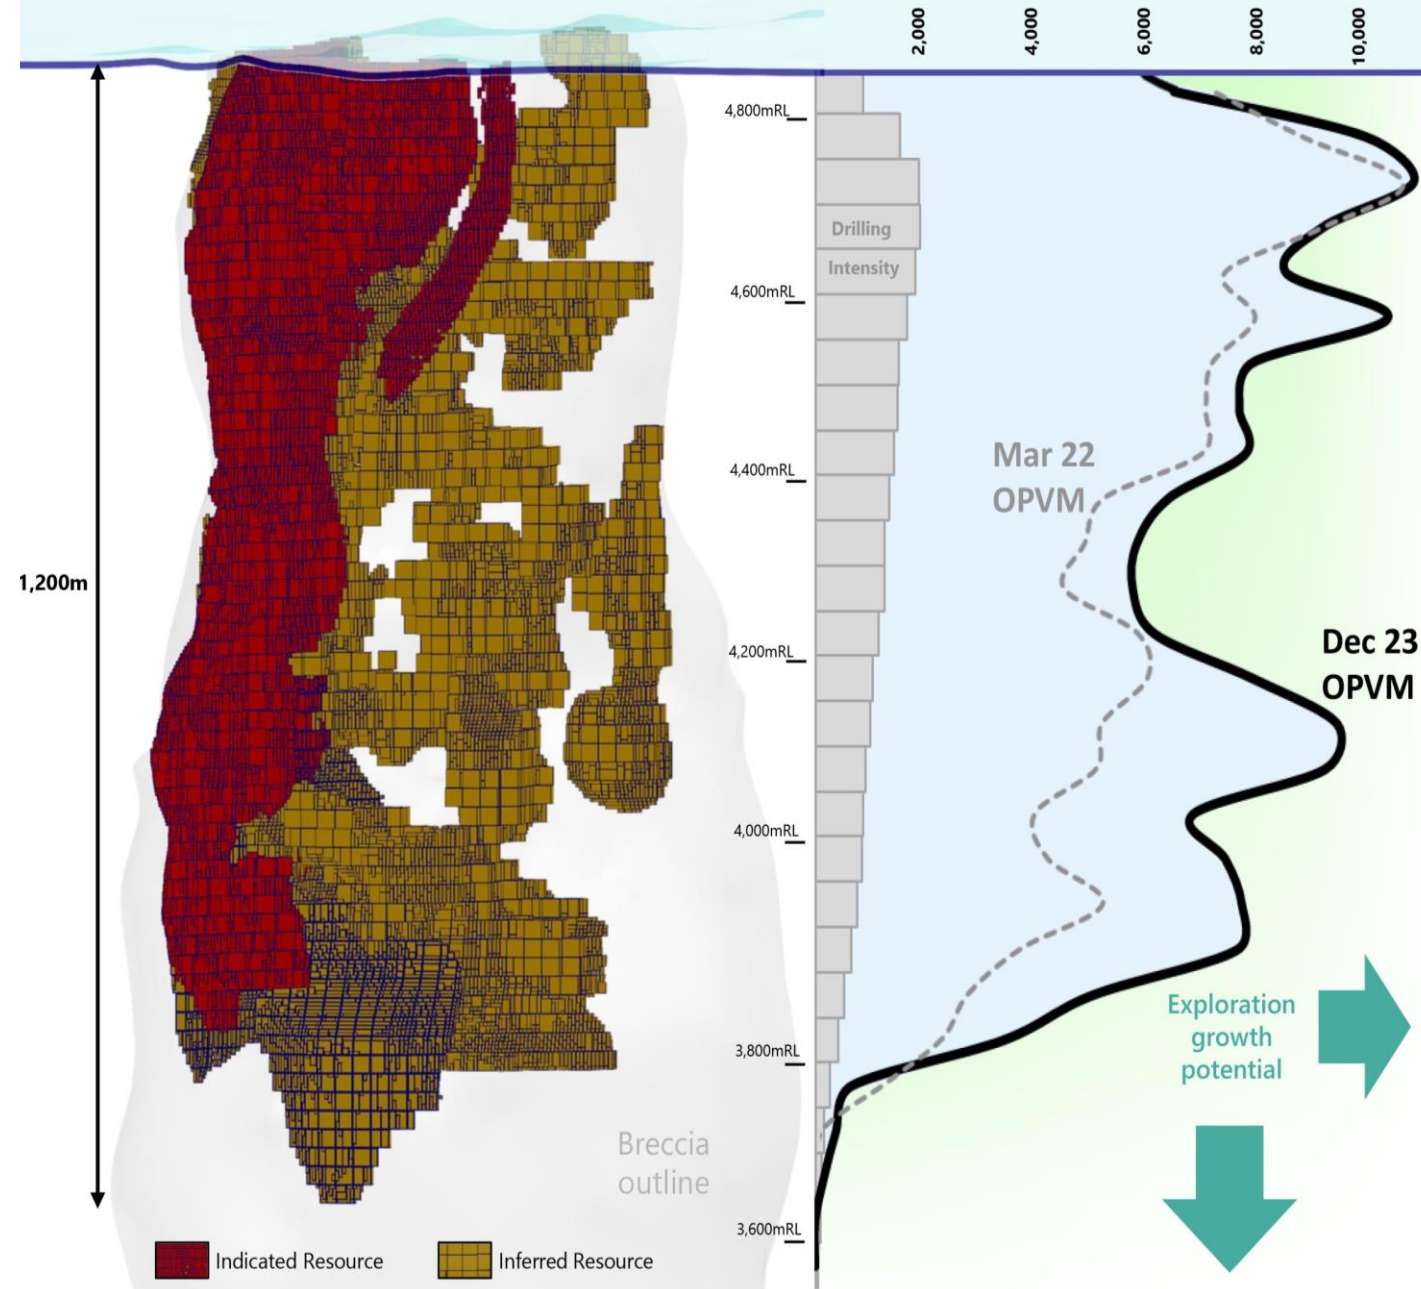 2,000
4,000
6,000
8,000
10,000
4,800mRL
Drilling
Intensity
4,600mRL
Mar 22
OPVM
4,400mRL
1,200m
4,200mRL
Dec 23
OPVM
4,000mRL
Exploration
growth
potential
3,800mRL
Breccia
outline
3,600mRL
Indicated Resource
Inferred Resource